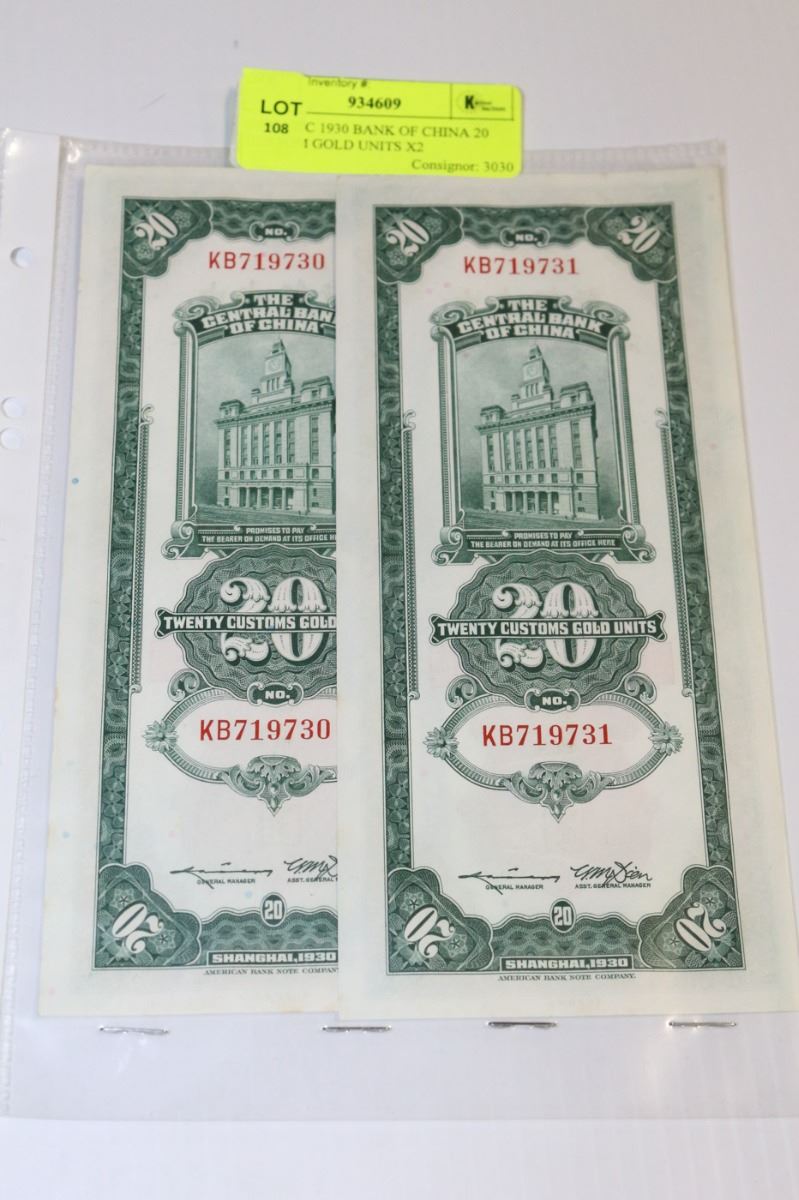 Inventory #:
LOT 934609
108 C 1930 BANK OF CHINA 20
GOLD UNITS X2
Consignor: 3030
20
NO.
KB719730
THE
CENTRAL BAN
OF CHINA
PROMISES TO PAY
THE BEARER ON DEMAND AT ITS OFFICE HE
20
TWENTY CUSTOMS GOLD
NO.
KB719730
GENERAL MANAGER
ASST. GENERAL
20
20
SHANGHAI, 1930
AMERICAN BANK NOTE COMPANY
20
20
NO.
KB719731
THE
CENTRAL BANK
OF CHINA
PROMISES TO PAY
THE BEARER ON DEMAND AT ITS OFFICE HERE
20
TWENTY CUSTOMS GOLD UNITS
NO.
KB719731
GENERAL MANAGER
ASST. GENERAL MANAGER
20
20
20
SHANGHAI, 1930
AMERICAN BANK NOTE COMPANY.